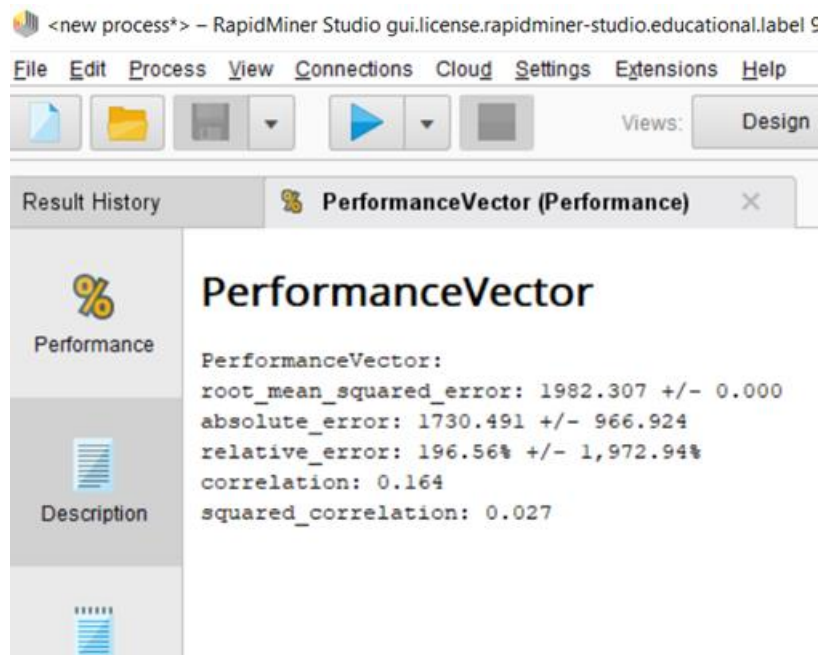 <new process*> – RapidMiner Studio gui.license.rapidminer-studio.educational.label 9
File Edit Process View Connections Cloud Settings Extensions Help
Views: Design
Result History
% PerformanceVector (Performance)
%
Performance
Description
PerformanceVector
PerformanceVector:
root_mean_squared_error: 1982.307 +/- 0.000
absolute_error: 1730.491 +/- 966.924
relative_error: 196.56% +/- 1,972.94%
correlation: 0.164
squared_correlation: 0.027